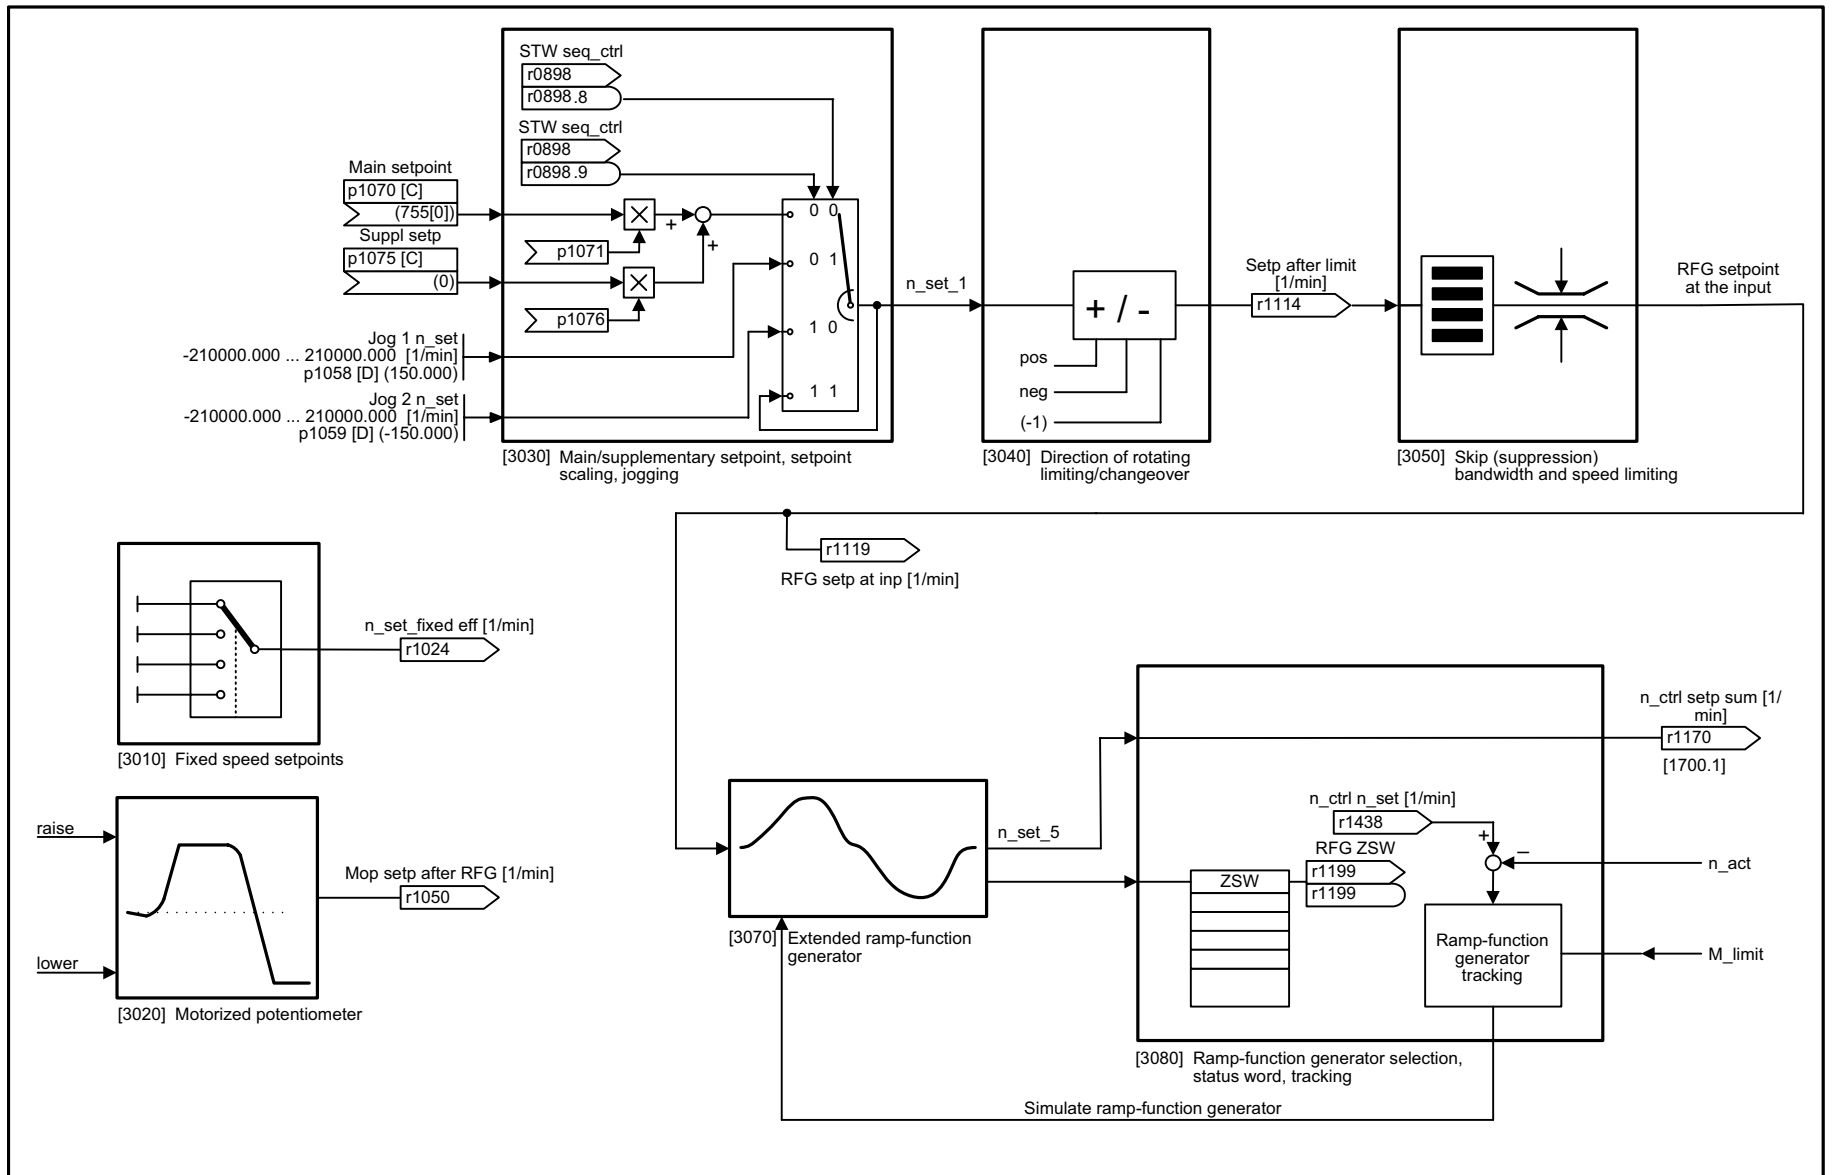 STW seq_ctrl
r0898
r0898.8
STW seq_ctrl
r0898
r0898.9
Main setpoint
p1070 [C]
(755[0])
Suppl setp
p1075 [C]
(0)
p1071
p1076
+
+
0 0
0 1
1 0
1 1
Jog 1 n_set
-210000.000 ... 210000.000 [1/min]
p1058 [D] (150.000)
Jog 2 n_set
-210000.000 ... 210000.000 [1/min]
p1059 [D] (-150.000)
[3030] Main/supplementary setpoint, setpoint
scaling, jogging
n_set_1
+ / -
pos
neg
(-1)
[3040] Direction of rotating
limiting/changeover
Setp after limit
[1/min]
r1114
[3050] Skip (suppression)
bandwidth and speed limiting
RFG setpoint
at the input
r1119
RFG setp at inp [1/min]
n_set_fixed eff [1/min]
r1024
[3010] Fixed speed setpoints
raise
lower
Mop setp after RFG [1/min]
r1050
[3020] Motorized potentiometer
n_set_5
[3070] Extended ramp-function
generator
n_ctrl setp sum [1/
min]
r1170
[1700.1]
n_ctrl n_set [1/min]
r1438
+
–
RFG ZSW
r1199
r1199
ZSW
n_act
Ramp-function
generator
tracking
M_limit
[3080] Ramp-function generator selection,
status word, tracking
Simulate ramp-function generator